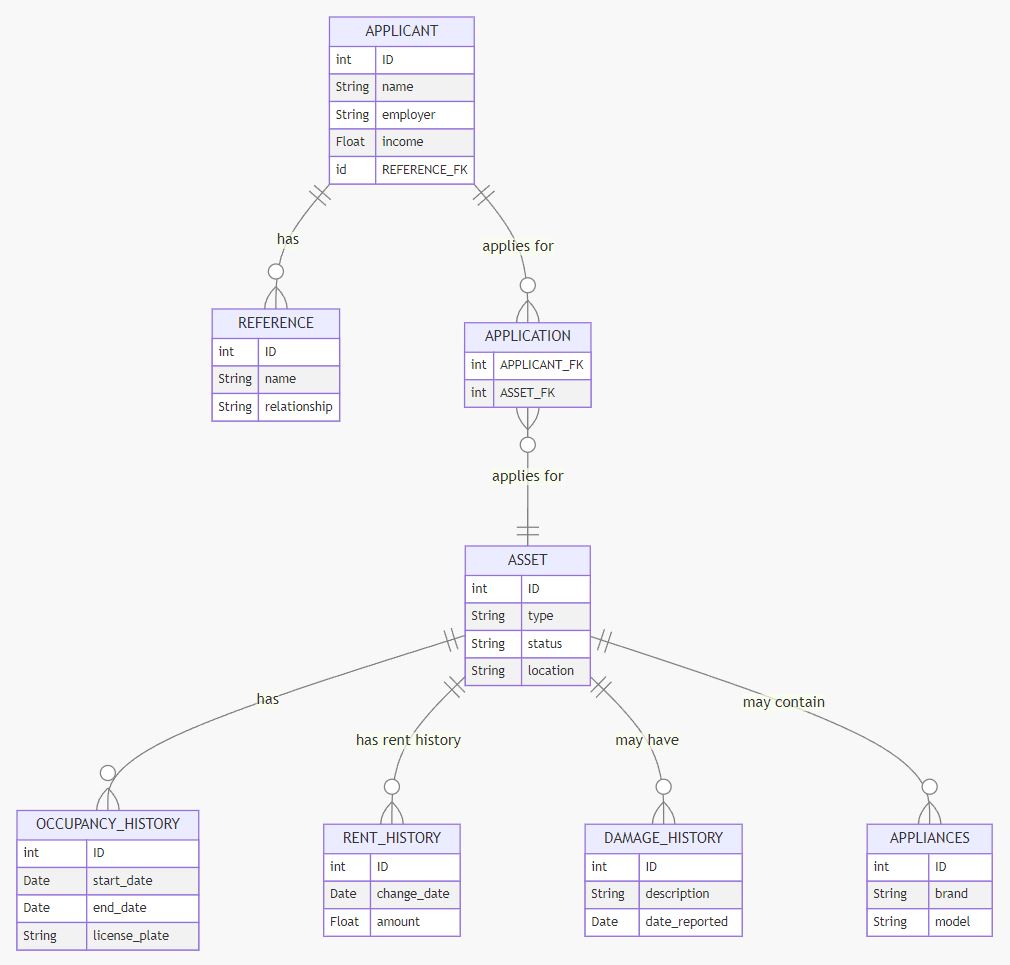 APPLICANT
int ID
String name
String employer
Float income
id REFERENCE_FK
has
applies for
REFERENCE
int ID
String name
String relationship
APPLICATION
int APPLICANT_FK
int ASSET_FK
applies for
ASSET
int ID
String type
String status
String location
has
has rent history
may have
may contain
OCCUPANCY_HISTORY
int ID
Date start_date
Date end_date
String license_plate
RENT_HISTORY
int ID
Date change_date
Float amount
DAMAGE_HISTORY
int ID
String description
Date date_reported
APPLIANCES
int ID
String brand
String model